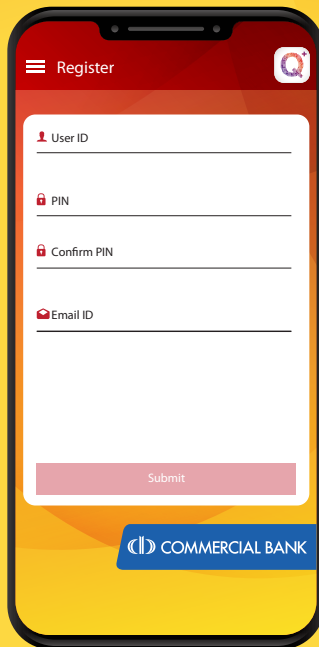 Register
Q+
User ID
PIN
Confirm PIN
Email ID
Submit
COMMERCIAL BANK